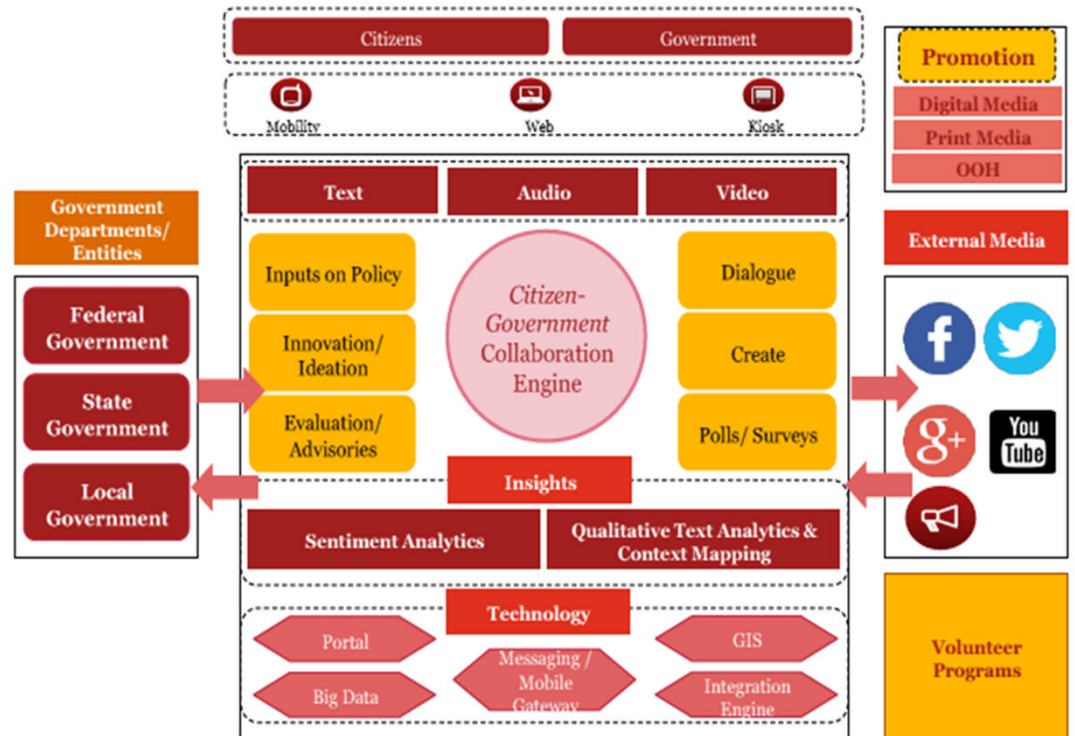 Citizens
Government
Mobility
Web
Kiosk
Promotion
Digital Media
Print Media
OOH
Text
Audio
Video
Government
Departments/
Entities
Federal
Government
State
Government
Local
Government
Inputs on Policy
Innovation/
Ideation
Evaluation/
Advisories
Citizen-
Government
Collaboration
Engine
Dialogue
Create
Polls/ Surveys
External Media
f
g+
You
Tube
Insights
Sentiment Analytics
Qualitative Text Analytics &
Context Mapping
Technology
Portal
Big Data
Messaging /
Mobile
Gateway
GIS
Integration
Engine
Volunteer
Programs